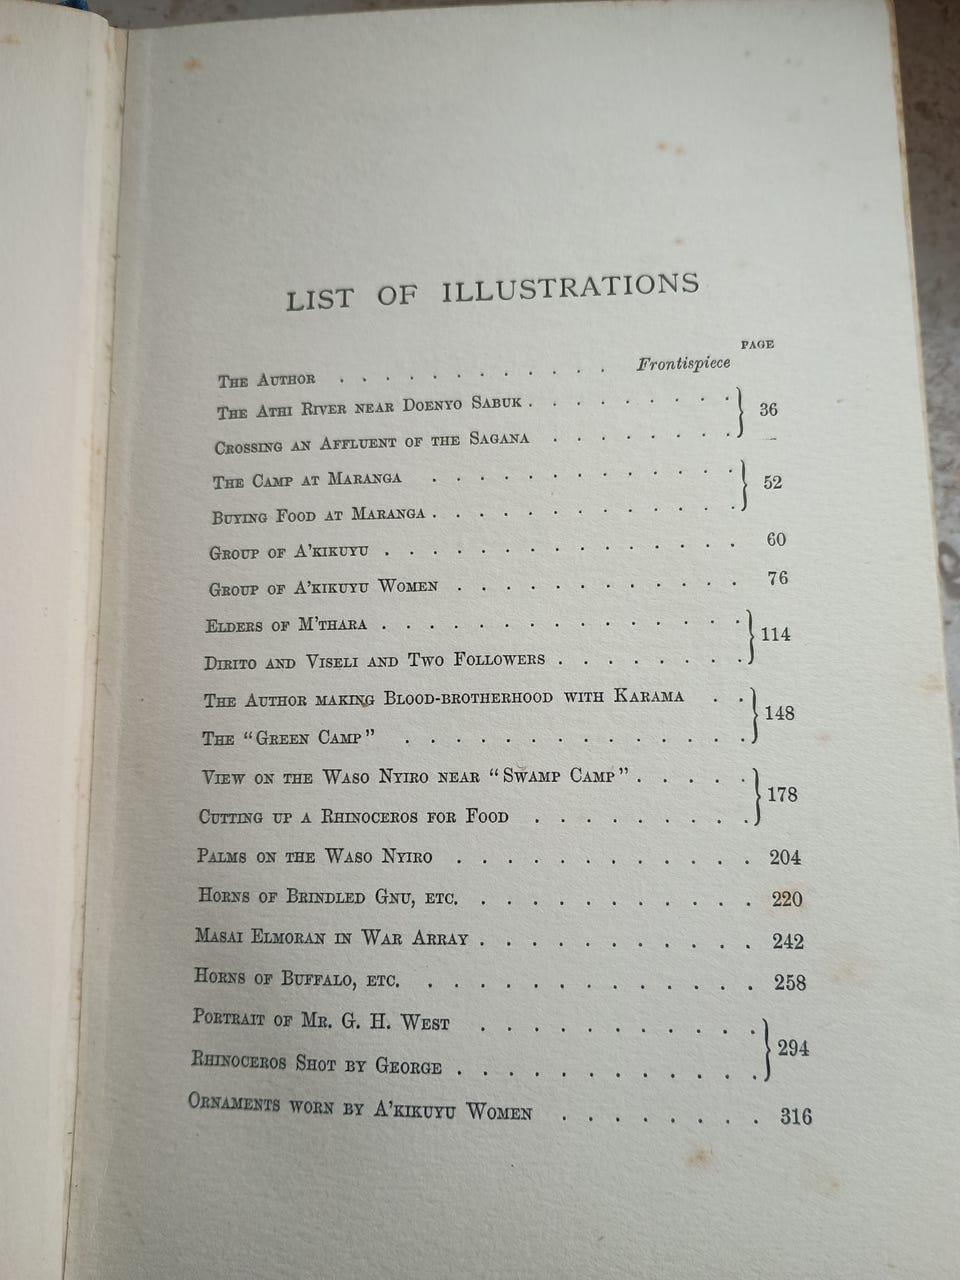 LIST OF ILLUSTRATIONS
PAGE
The Author . . . . . . . . . . . Frontispiece
The Athi River near Doenyo Sabuk . . . . . . . . . } 36
Crossing an Affluent of the Sagana . . . . . . . .
The Camp at Maranga . . . . . . . . . . . . . } 52
Buying Food at Maranga . . . . . . . . . . . . .
Group of A'kikuyu . . . . . . . . . . . . . . . 60
Group of A'kikuyu Women . . . . . . . . . . . . 76
Elders of M'thara . . . . . . . . . . . . . . . } 114
Dirito and Viseli and Two Followers . . . . . . . .
The Author making Blood-brotherhood with Karama . . } 148
The "Green Camp" . . . . . . . . . . . . . .
View on the Waso Nyiro near "Swamp Camp" . . . . . } 178
Cutting up a Rhinoceros for Food . . . . . . . . .
Palms on the Waso Nyiro . . . . . . . . . . . . 204
Horns of Brindled Gnu, etc. . . . . . . . . . . . 220
Masai Elmoran in War Array . . . . . . . . . . . 242
Horns of Buffalo, etc. . . . . . . . . . . . . . 258
Portrait of Mr. G. H. West . . . . . . . . . . . } 294
Rhinoceros Shot by George . . . . . . . . . . . .
Ornaments worn by A'kikuyu Women . . . . . . . . 316